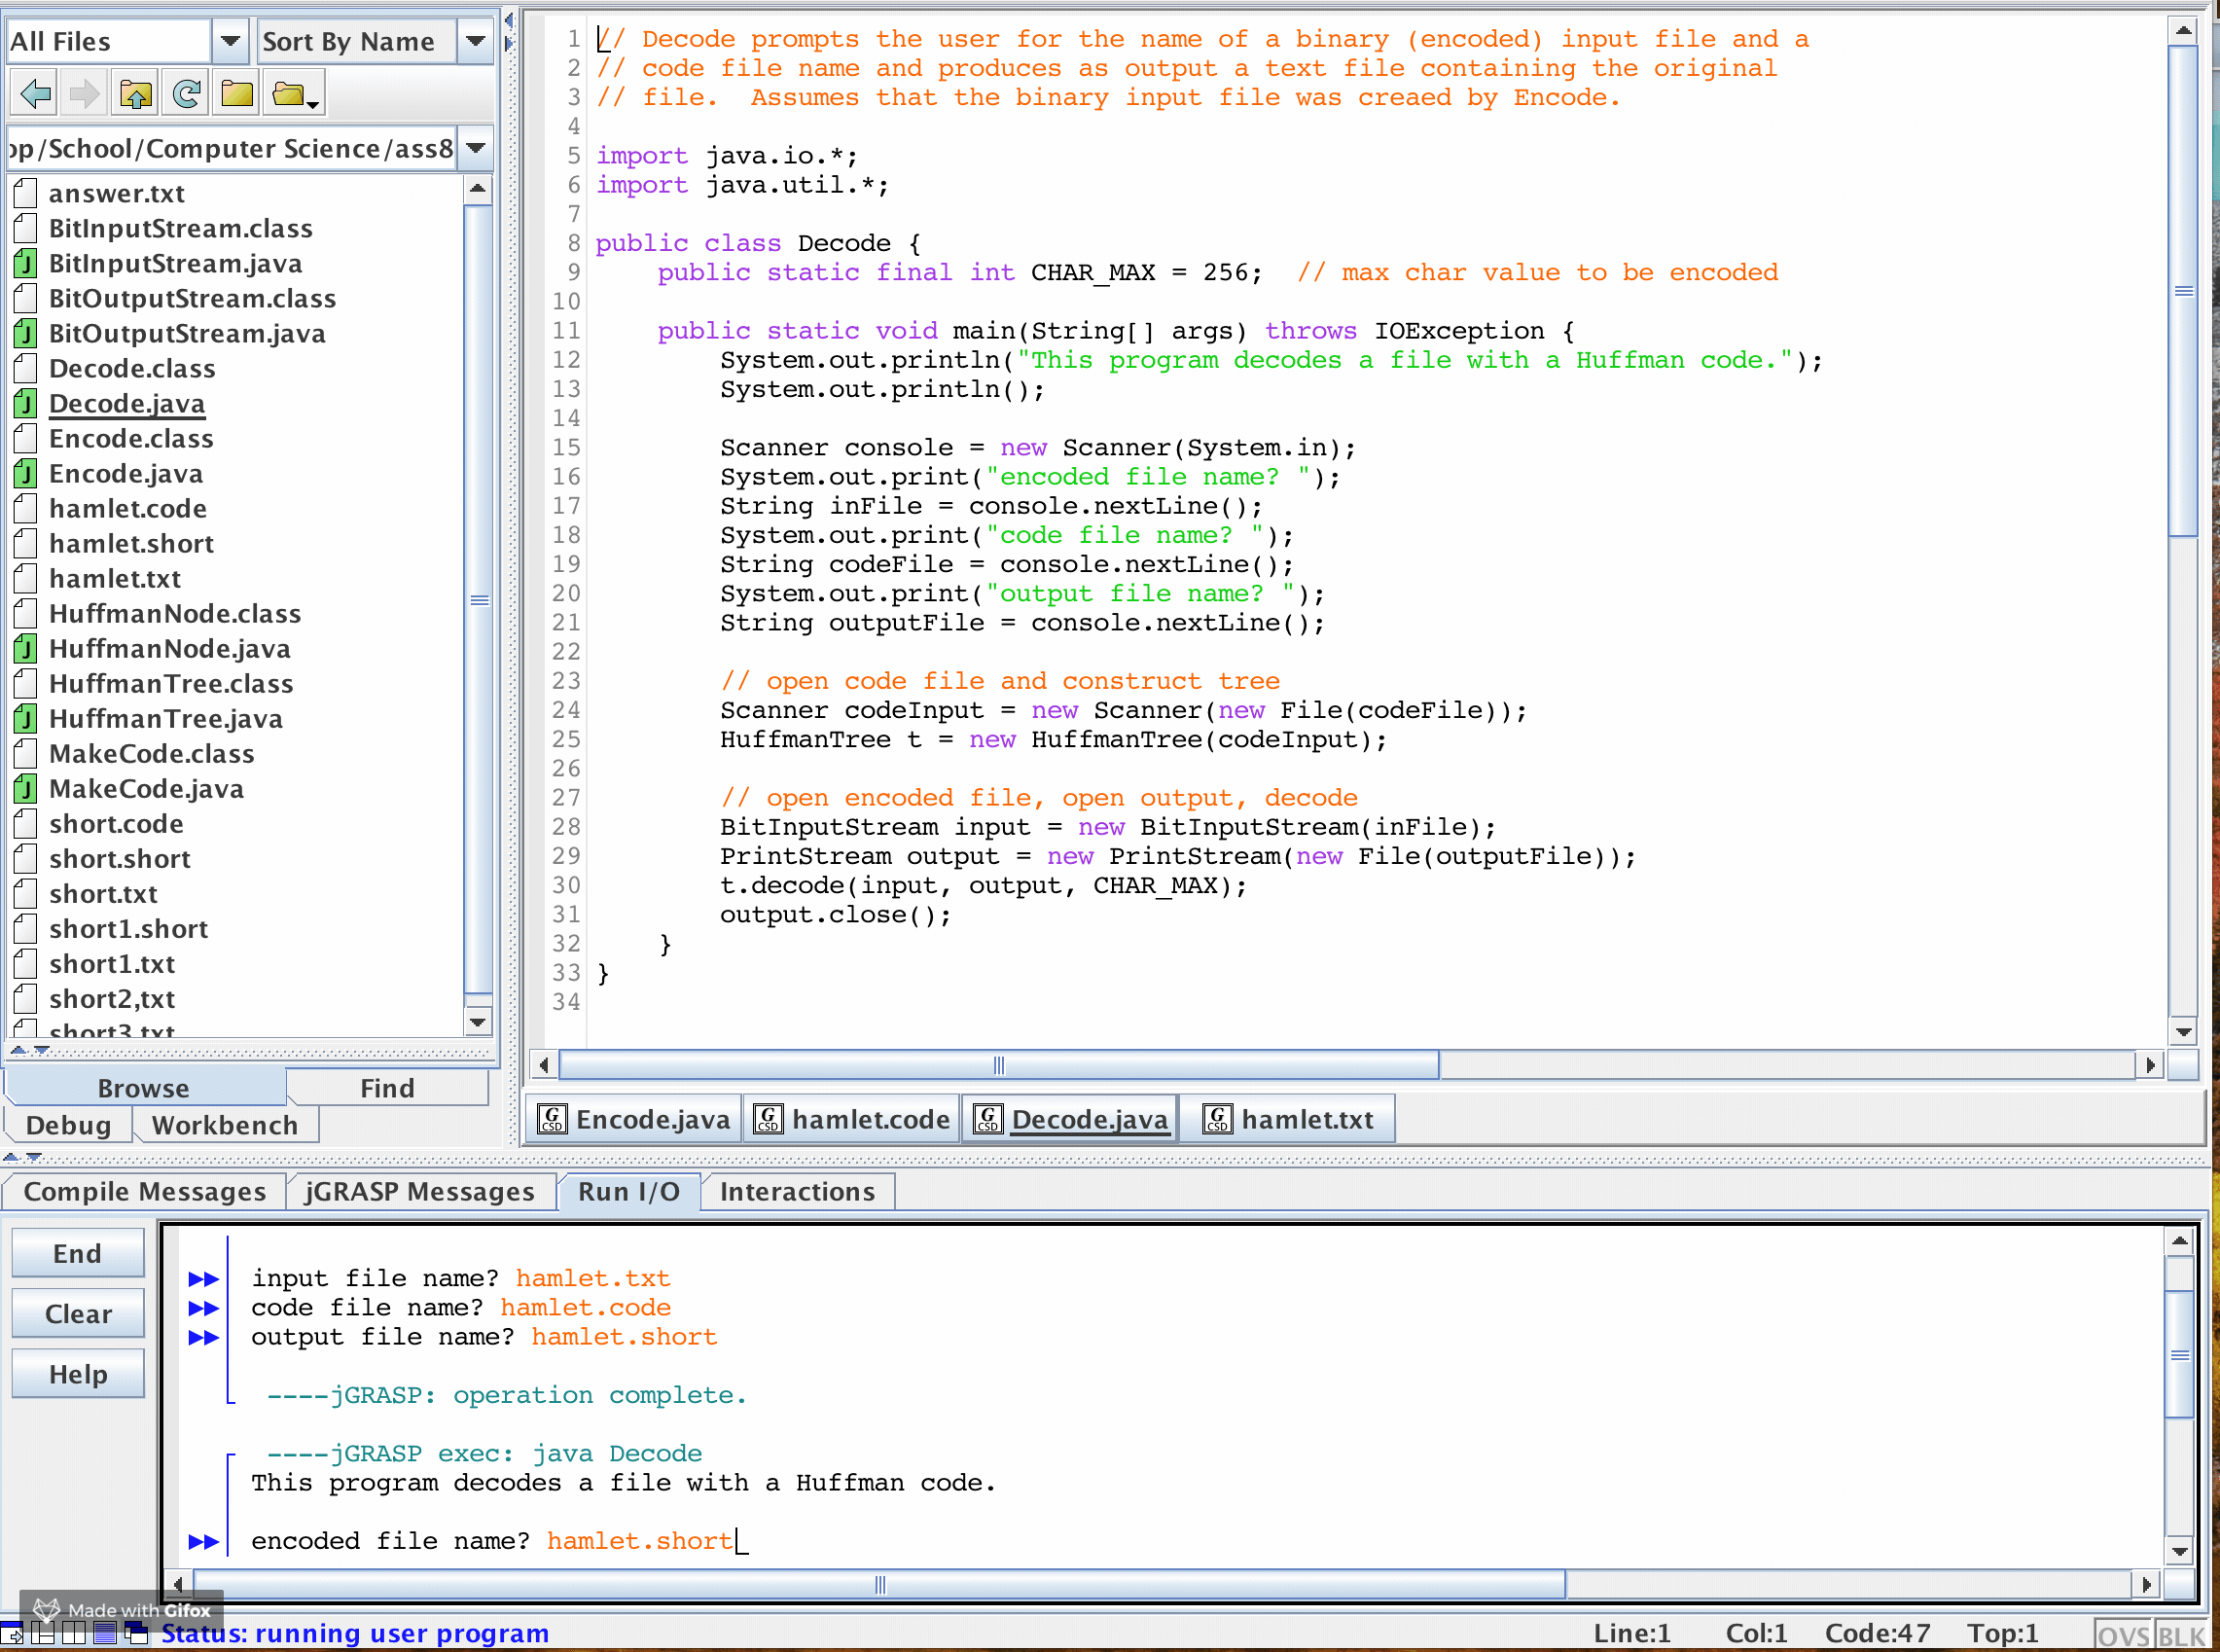 All Files
Sort By Name
op/School/Computer Science/ass8
answer.txt
BitInputStream.class
BitInputStream.java
BitOutputStream.class
BitOutputStream.java
Decode.class
Decode.java
Encode.class
Encode.java
hamlet.code
hamlet.short
hamlet.txt
HuffmanNode.class
HuffmanNode.java
HuffmanTree.class
HuffmanTree.java
MakeCode.class
MakeCode.java
short.code
short.short
short.txt
short1.short
short1.txt
short2,txt
short3.txt
Browse
Find
Debug
Workbench
1 // Decode prompts the user for the name of a binary (encoded) input file and a
2 // code file name and produces as output a text file containing the original
3 // file.  Assumes that the binary input file was creaed by Encode.
4
5 import java.io.*;
6 import java.util.*;
7
8 public class Decode {
9     public static final int CHAR_MAX = 256;  // max char value to be encoded
10
11     public static void main(String[] args) throws IOException {
12         System.out.println("This program decodes a file with a Huffman code.");
13         System.out.println();
14
15         Scanner console = new Scanner(System.in);
16         System.out.print("encoded file name? ");
17         String inFile = console.nextLine();
18         System.out.print("code file name? ");
19         String codeFile = console.nextLine();
20         System.out.print("output file name? ");
21         String outputFile = console.nextLine();
22
23         // open code file and construct tree
24         Scanner codeInput = new Scanner(new File(codeFile));
25         HuffmanTree t = new HuffmanTree(codeInput);
26
27         // open encoded file, open output, decode
28         BitInputStream input = new BitInputStream(inFile);
29         PrintStream output = new PrintStream(new File(outputFile));
30         t.decode(input, output, CHAR_MAX);
31         output.close();
32     }
33 }
34
Encode.java
hamlet.code
Decode.java
hamlet.txt
Compile Messages
jGRASP Messages
Run I/O
Interactions
End
Clear
Help
input file name? hamlet.txt
code file name? hamlet.code
output file name? hamlet.short
----jGRASP: operation complete.
----jGRASP exec: java Decode
This program decodes a file with a Huffman code.
encoded file name? hamlet.short
Made with Gifox
Status: running user program
Line:1
Col:1
Code:47
Top:1
OVS
BLK